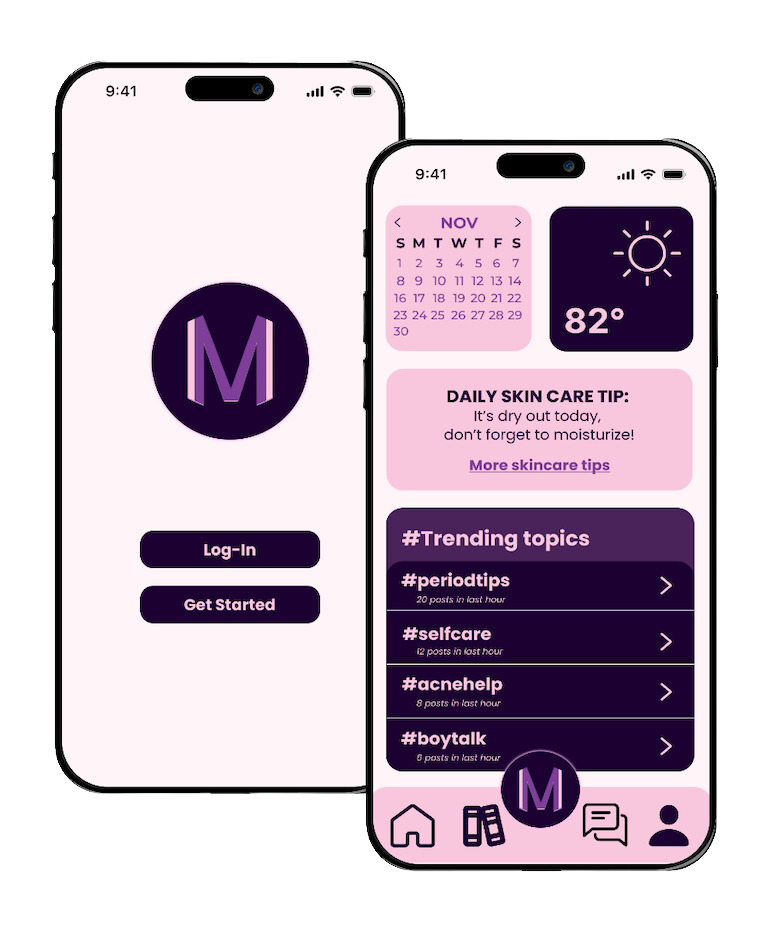 9:41
M
Log-In
Get Started
9:41
< NOV >
S M T W T F S
1 2 3 4 5 6 7
8 9 10 11 12 13 14
16 17 18 19 20 21 22
23 24 25 26 27 28 29
30
82°
DAILY SKIN CARE TIP:
It's dry out today,
don't forget to moisturize!
More skincare tips
#Trending topics
#periodtips
20 posts in last hour
#selfcare
12 posts in last hour
#acnehelp
8 posts in last hour
#boytalk
6 posts in last hour
M